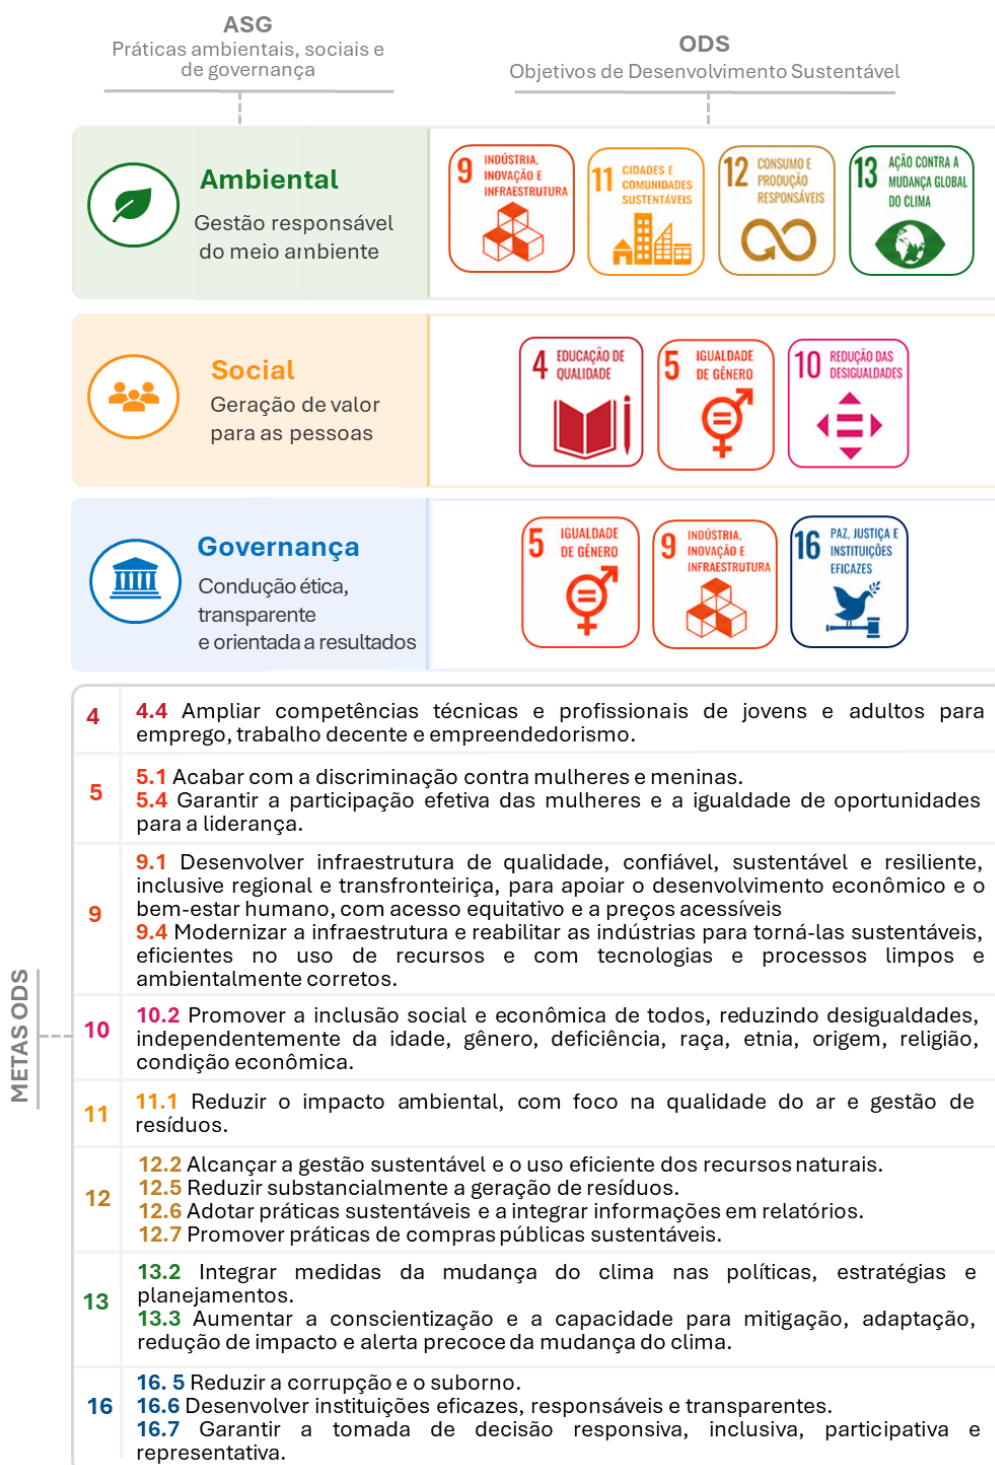 ASG
Práticas ambientais, sociais e
de governança
ODS
Objetivos de Desenvolvimento Sustentável
Ambiental
Gestão responsável
do meio ambiente
9 INDÚSTRIA,
INOVAÇÃO E
INFRAESTRUTURA
11 CIDADES E
COMUNIDADES
SUSTENTÁVEIS
12 CONSUMO E
PRODUÇÃO
RESPONSÁVEIS
13 AÇÃO CONTRA A
MUDANÇA GLOBAL
DO CLIMA
Social
Geração de valor
para as pessoas
4 EDUCAÇÃO DE
QUALIDADE
5 IGUALDADE
DE GÊNERO
10 REDUÇÃO DAS
DESIGUALDADES
Governança
Condução ética,
transparente
e orientada a resultados
5 IGUALDADE
DE GÊNERO
9 INDÚSTRIA,
INOVAÇÃO E
INFRAESTRUTURA
16 PAZ, JUSTIÇA E
INSTITUIÇÕES
EFICAZES
METAS ODS
4
4.4 Ampliar competências técnicas e profissionais de jovens e adultos para
emprego, trabalho decente e empreendedorismo.
5
5.1 Acabar com a discriminação contra mulheres e meninas.
5.4 Garantir a participação efetiva das mulheres e a igualdade de oportunidades
para a liderança.
9
9.1 Desenvolver infraestrutura de qualidade, confiável, sustentável e resiliente,
inclusive regional e transfronteiriça, para apoiar o desenvolvimento econômico e o
bem-estar humano, com acesso equitativo e a preços acessíveis
9.4 Modernizar a infraestrutura e reabilitar as indústrias para torná-las sustentáveis,
eficientes no uso de recursos e com tecnologias e processos limpos e
ambientalmente corretos.
10
10.2 Promover a inclusão social e econômica de todos, reduzindo desigualdades,
independentemente da idade, gênero, deficiência, raça, etnia, origem, religião,
condição econômica.
11
11.1 Reduzir o impacto ambiental, com foco na qualidade do ar e gestão de
resíduos.
12
12.2 Alcançar a gestão sustentável e o uso eficiente dos recursos naturais.
12.5 Reduzir substancialmente a geração de resíduos.
12.6 Adotar práticas sustentáveis e a integrar informações em relatórios.
12.7 Promover práticas de compras públicas sustentáveis.
13
13.2 Integrar medidas da mudança do clima nas políticas, estratégias e
planejamentos.
13.3 Aumentar a conscientização e a capacidade para mitigação, adaptação,
redução de impacto e alerta precoce da mudança do clima.
16
16. 5 Reduzir a corrupção e o suborno.
16.6 Desenvolver instituições eficazes, responsáveis e transparentes.
16.7 Garantir a tomada de decisão responsiva, inclusiva, participativa e
representativa.